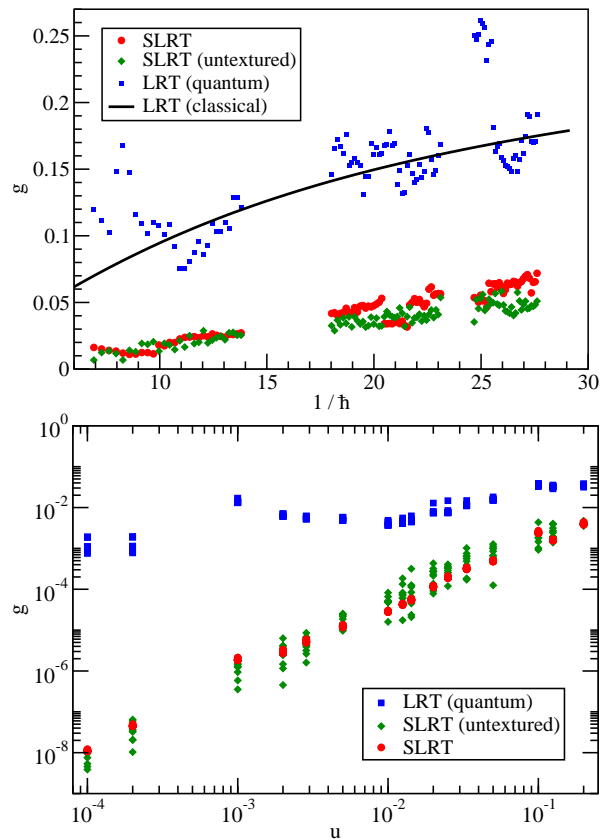 0.25
SLRT
SLRT (untextured)
0.2
LRT (quantum)
LRT (classical)
0.15
g
0.1
0.05
0
10 15 20 25 30
1 / ħ
10^0
10^-2
10^-4
g
10^-6
LRT (quantum)
SLRT (untextured)
SLRT
10^-8
10^-4 10^-3 10^-2 10^-1
u